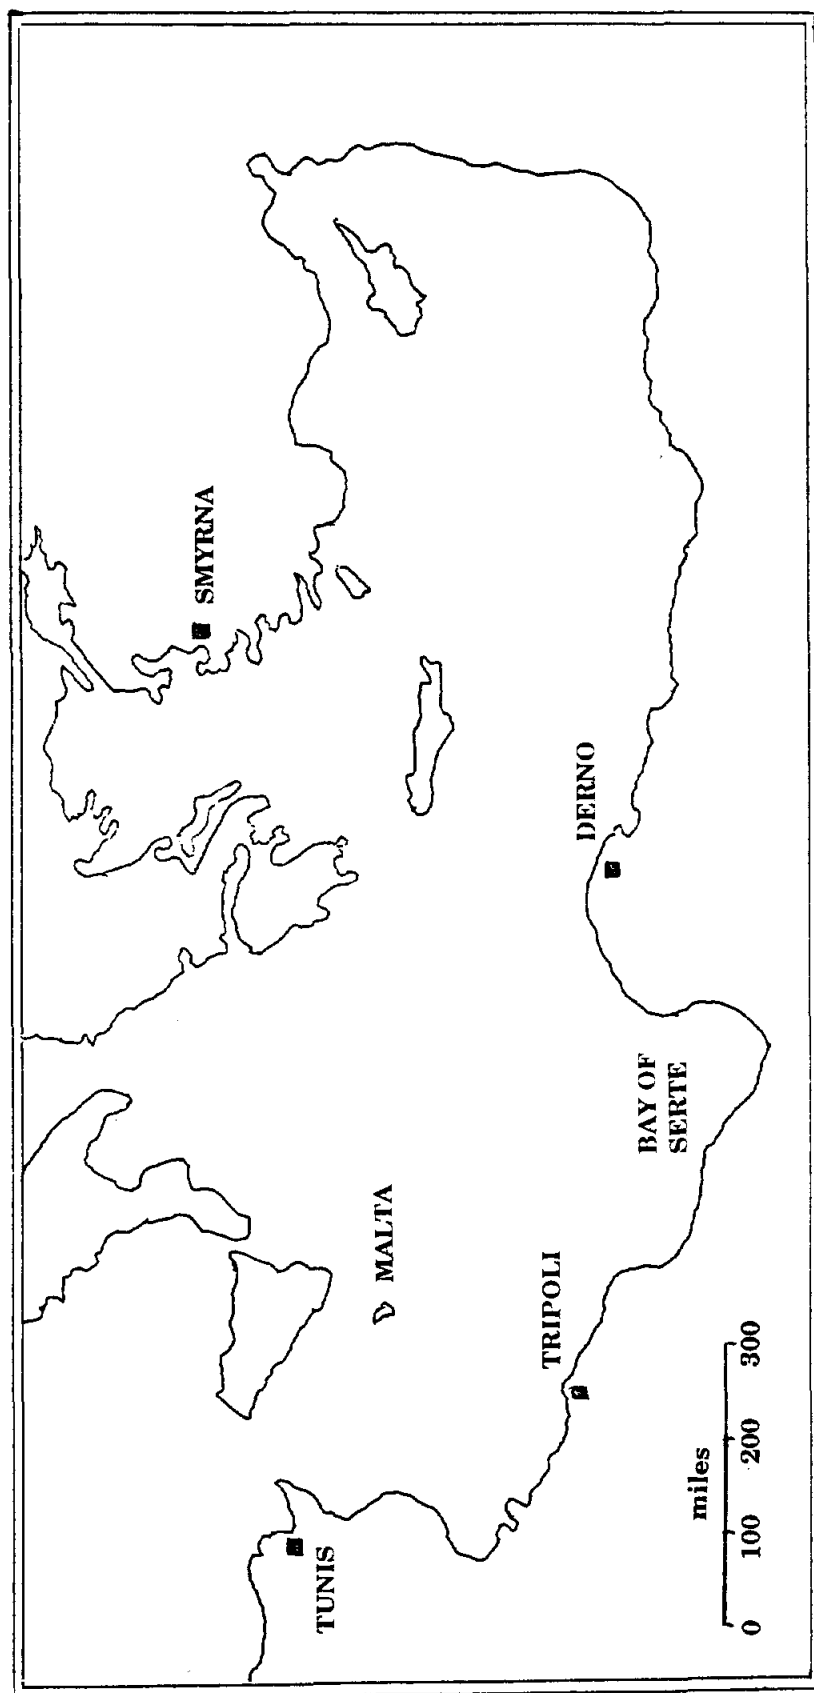 SMYRNA
DERNO
MALTA
BAY OF
SERTE
TRIPOLI
TUNIS
miles
0 100 200 300